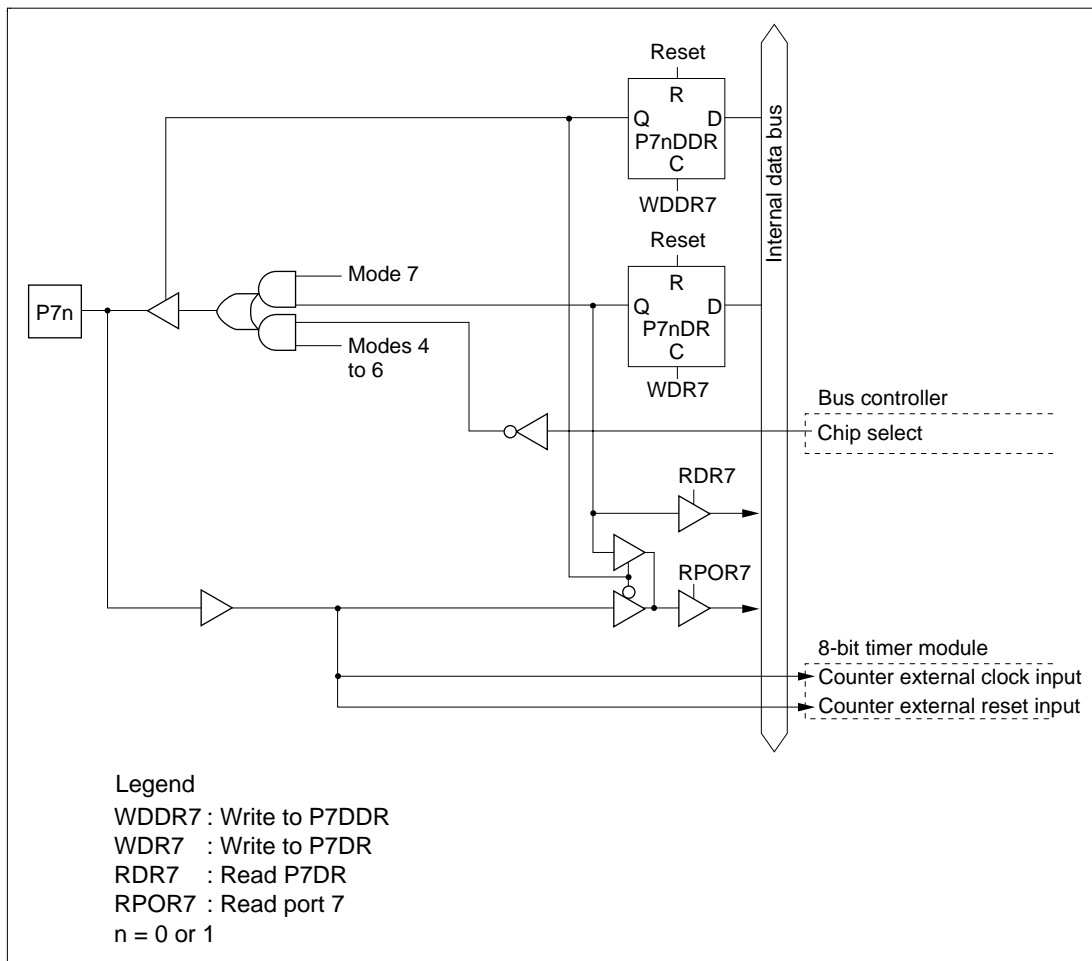 Reset
R
Q D
P7nDDR
C
WDDR7
Internal data bus
Reset
R
Q D
P7nDR
C
WDR7
Mode 7
P7n
Modes 4
to 6
Bus controller
Chip select
RDR7
RPOR7
8-bit timer module
Counter external clock input
Counter external reset input
Legend
WDDR7 : Write to P7DDR
WDR7 : Write to P7DR
RDR7 : Read P7DR
RPOR7 : Read port 7
n = 0 or 1